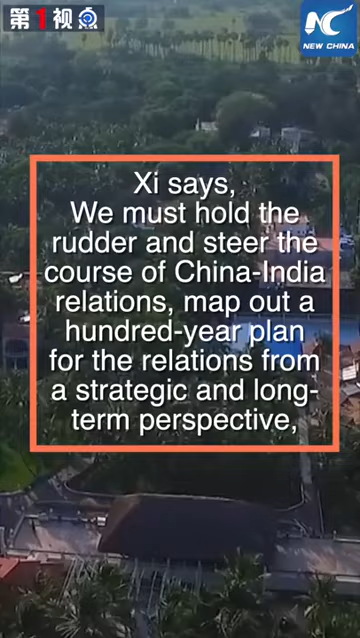 第1视点
NEW CHINA
Xi says,
We must hold the
rudder and steer the
course of China-India
relations, map out a
hundred-year plan
for the relations from
a strategic and long-
term perspective,